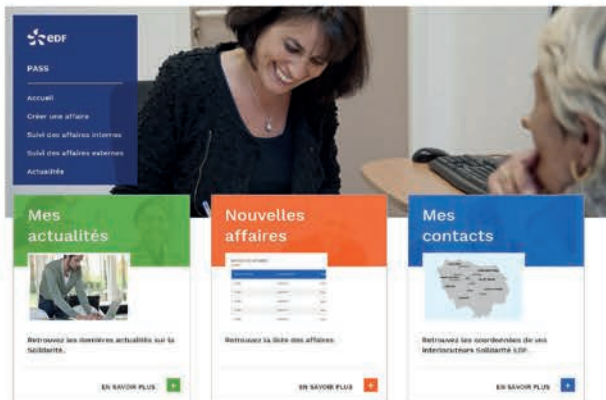 eDF
PASS
Accueil
Créer une affaire
Suivi des affaires internes
Suivi des affaires externes
Actualités
Mes
actualités
Nouvelles
affaires
Mes
contacts
Retrouvez les dernières actualités sur la
Solidarité.
Retrouvez la liste des affaires.
Retrouvez les coordonnées de vos
interlocuteurs Solidarité EDF.
EN SAVOIR PLUS +
EN SAVOIR PLUS +
EN SAVOIR PLUS +